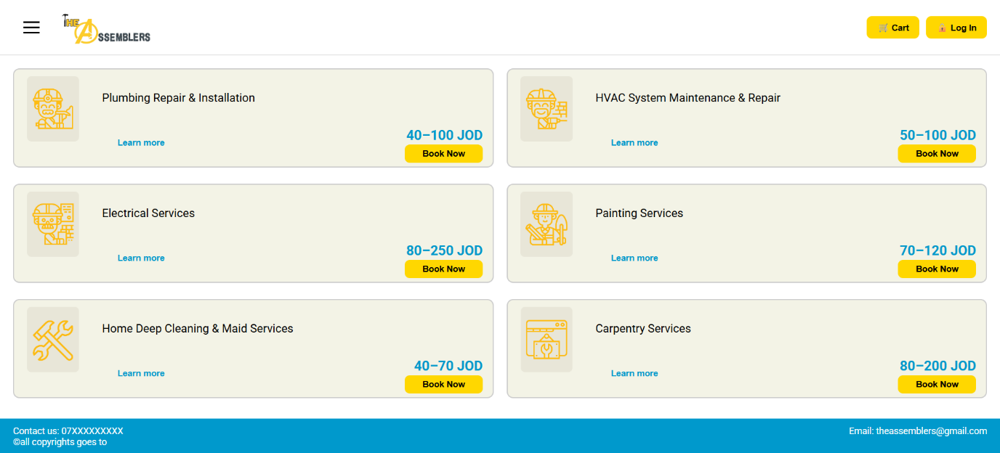 THE ASSEMBLERS
🛒 Cart
🔒 Log In
Plumbing Repair & Installation
Learn more
40–100 JOD
Book Now
HVAC System Maintenance & Repair
Learn more
50–100 JOD
Book Now
Electrical Services
Learn more
80–250 JOD
Book Now
Painting Services
Learn more
70–120 JOD
Book Now
Home Deep Cleaning & Maid Services
Learn more
40–70 JOD
Book Now
Carpentry Services
Learn more
80–200 JOD
Book Now
Contact us: 07XXXXXXXXX
©all copyrights goes to
Email: theassemblers@gmail.com